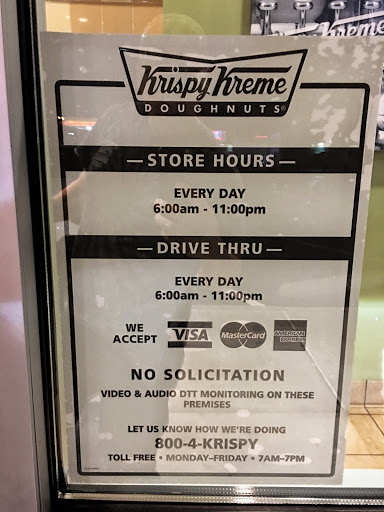 Krispy Kreme
DOUGHNUTS®
— STORE HOURS —
EVERY DAY
6:00am - 11:00pm
— DRIVE THRU —
EVERY DAY
6:00am - 11:00pm
WE ACCEPT
VISA
MasterCard
AMERICAN EXPRESS
NO SOLICITATION
VIDEO & AUDIO DTT MONITORING ON THESE
PREMISES
LET US KNOW HOW WE'RE DOING
800-4-KRISPY
TOLL FREE • MONDAY–FRIDAY • 7AM–7PM
Kreme